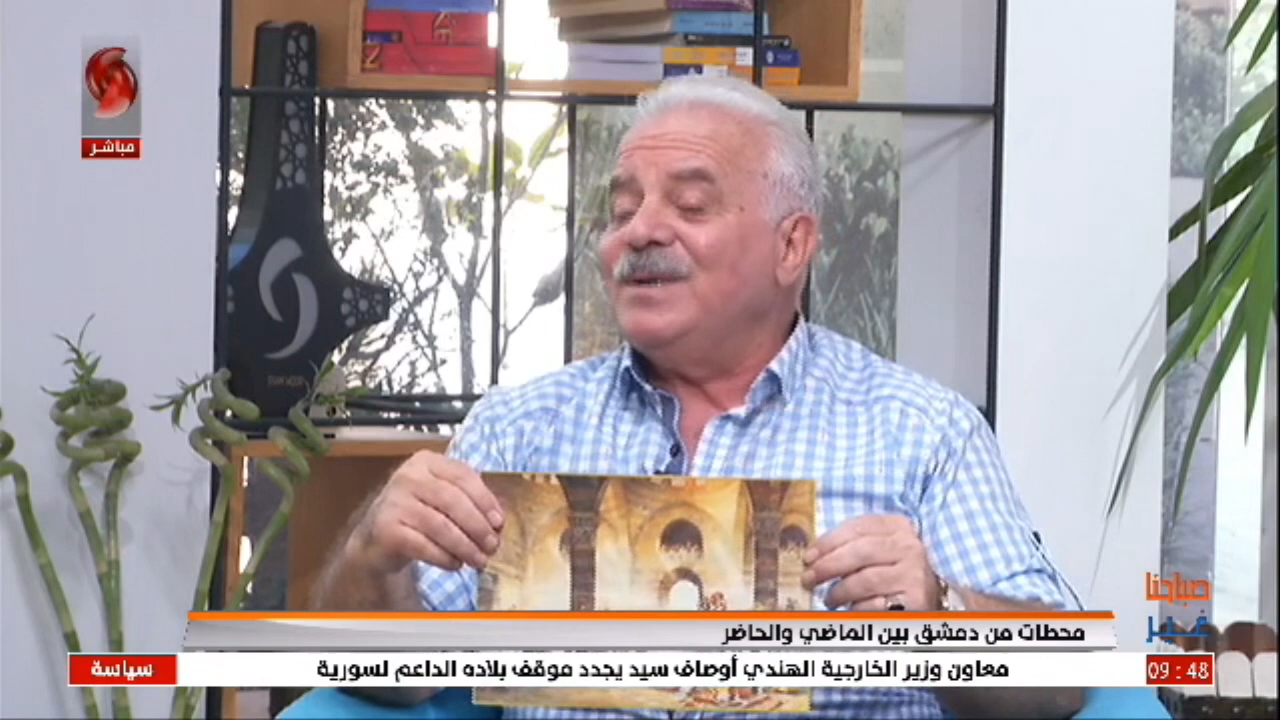 مباشر
صباحنا
غير
محطات من دمشق بين الماضي والحاضر
سياسة
معاون وزير الخارجية الهندي أوصاف سيد يجدد موقف بلاده الداعم لسورية
09:48